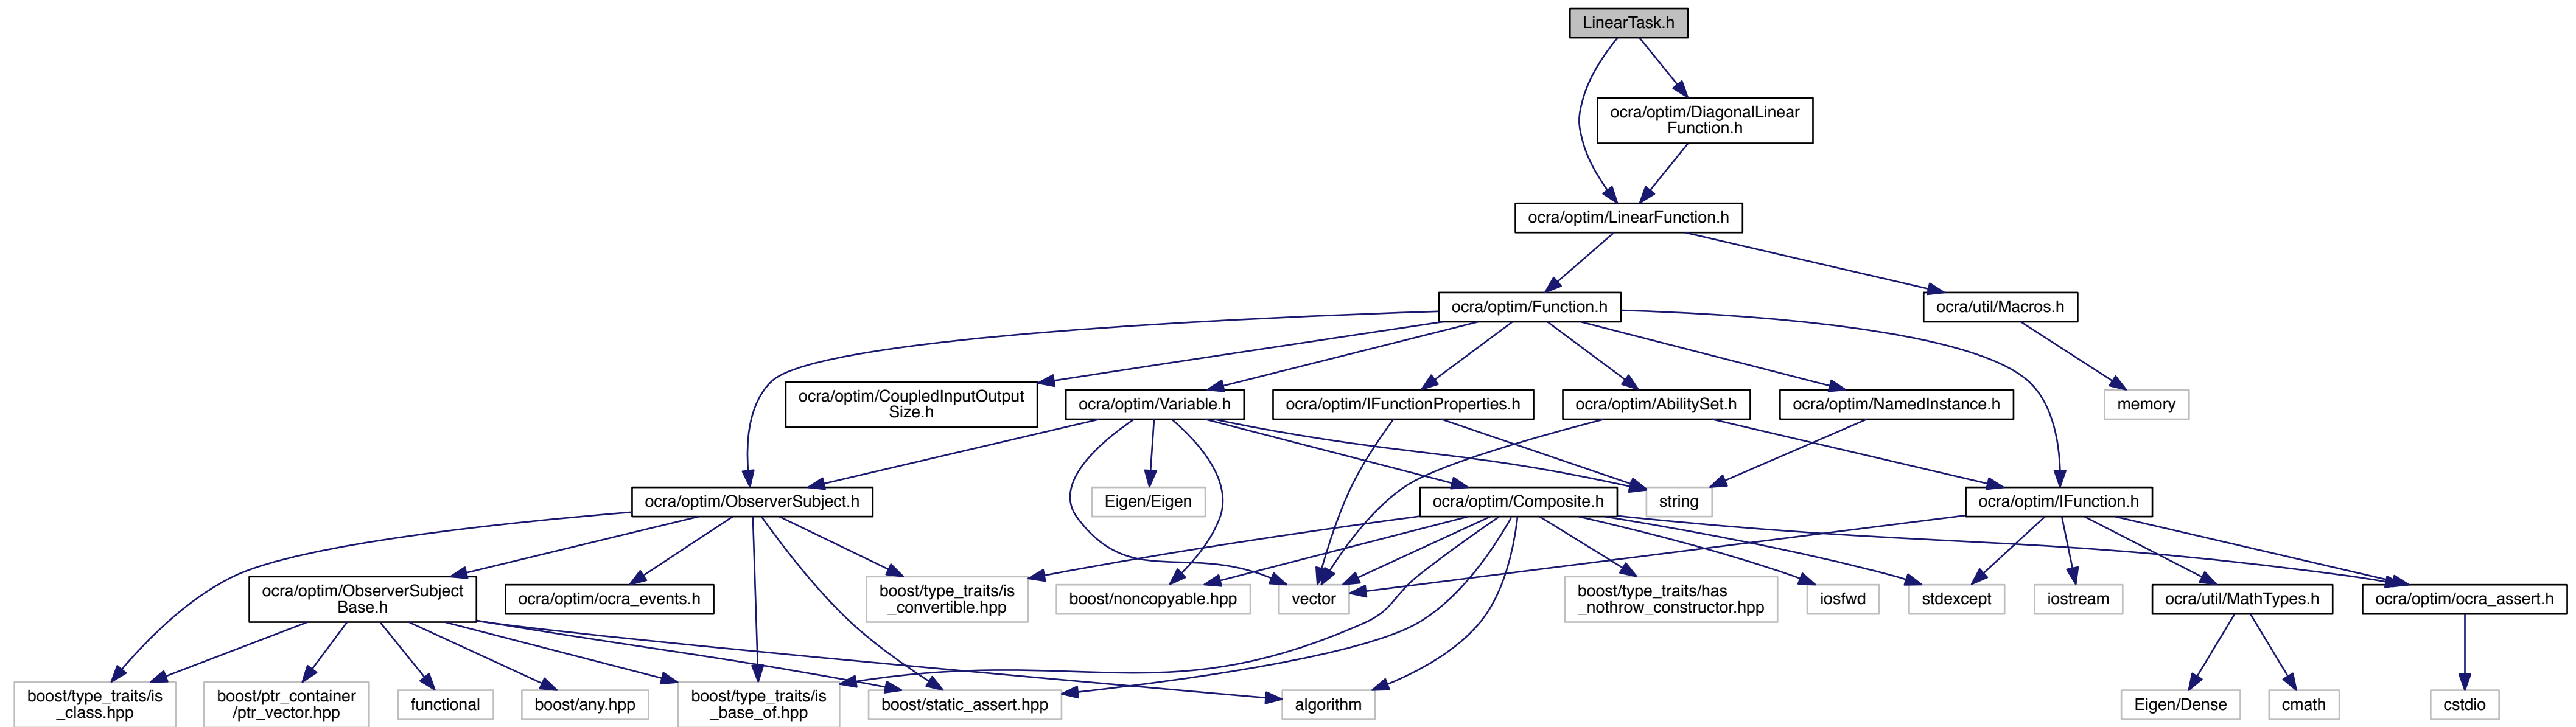 LinearTask.h
ocra/optim/DiagonalLinear
Function.h
ocra/optim/LinearFunction.h
ocra/optim/Function.h
ocra/util/Macros.h
ocra/optim/CoupledInputOutput
Size.h
ocra/optim/Variable.h
ocra/optim/IFunctionProperties.h
ocra/optim/AbilitySet.h
ocra/optim/NamedInstance.h
memory
ocra/optim/ObserverSubject.h
Eigen/Eigen
ocra/optim/Composite.h
string
ocra/optim/IFunction.h
ocra/optim/ObserverSubject
Base.h
ocra/optim/ocra_events.h
boost/type_traits/is
_convertible.hpp
boost/noncopyable.hpp
vector
boost/type_traits/has
_nothrow_constructor.hpp
iosfwd
stdexcept
iostream
ocra/util/MathTypes.h
ocra/optim/ocra_assert.h
boost/type_traits/is
_class.hpp
boost/ptr_container
/ptr_vector.hpp
functional
boost/any.hpp
boost/type_traits/is
_base_of.hpp
boost/static_assert.hpp
algorithm
Eigen/Dense
cmath
cstdio